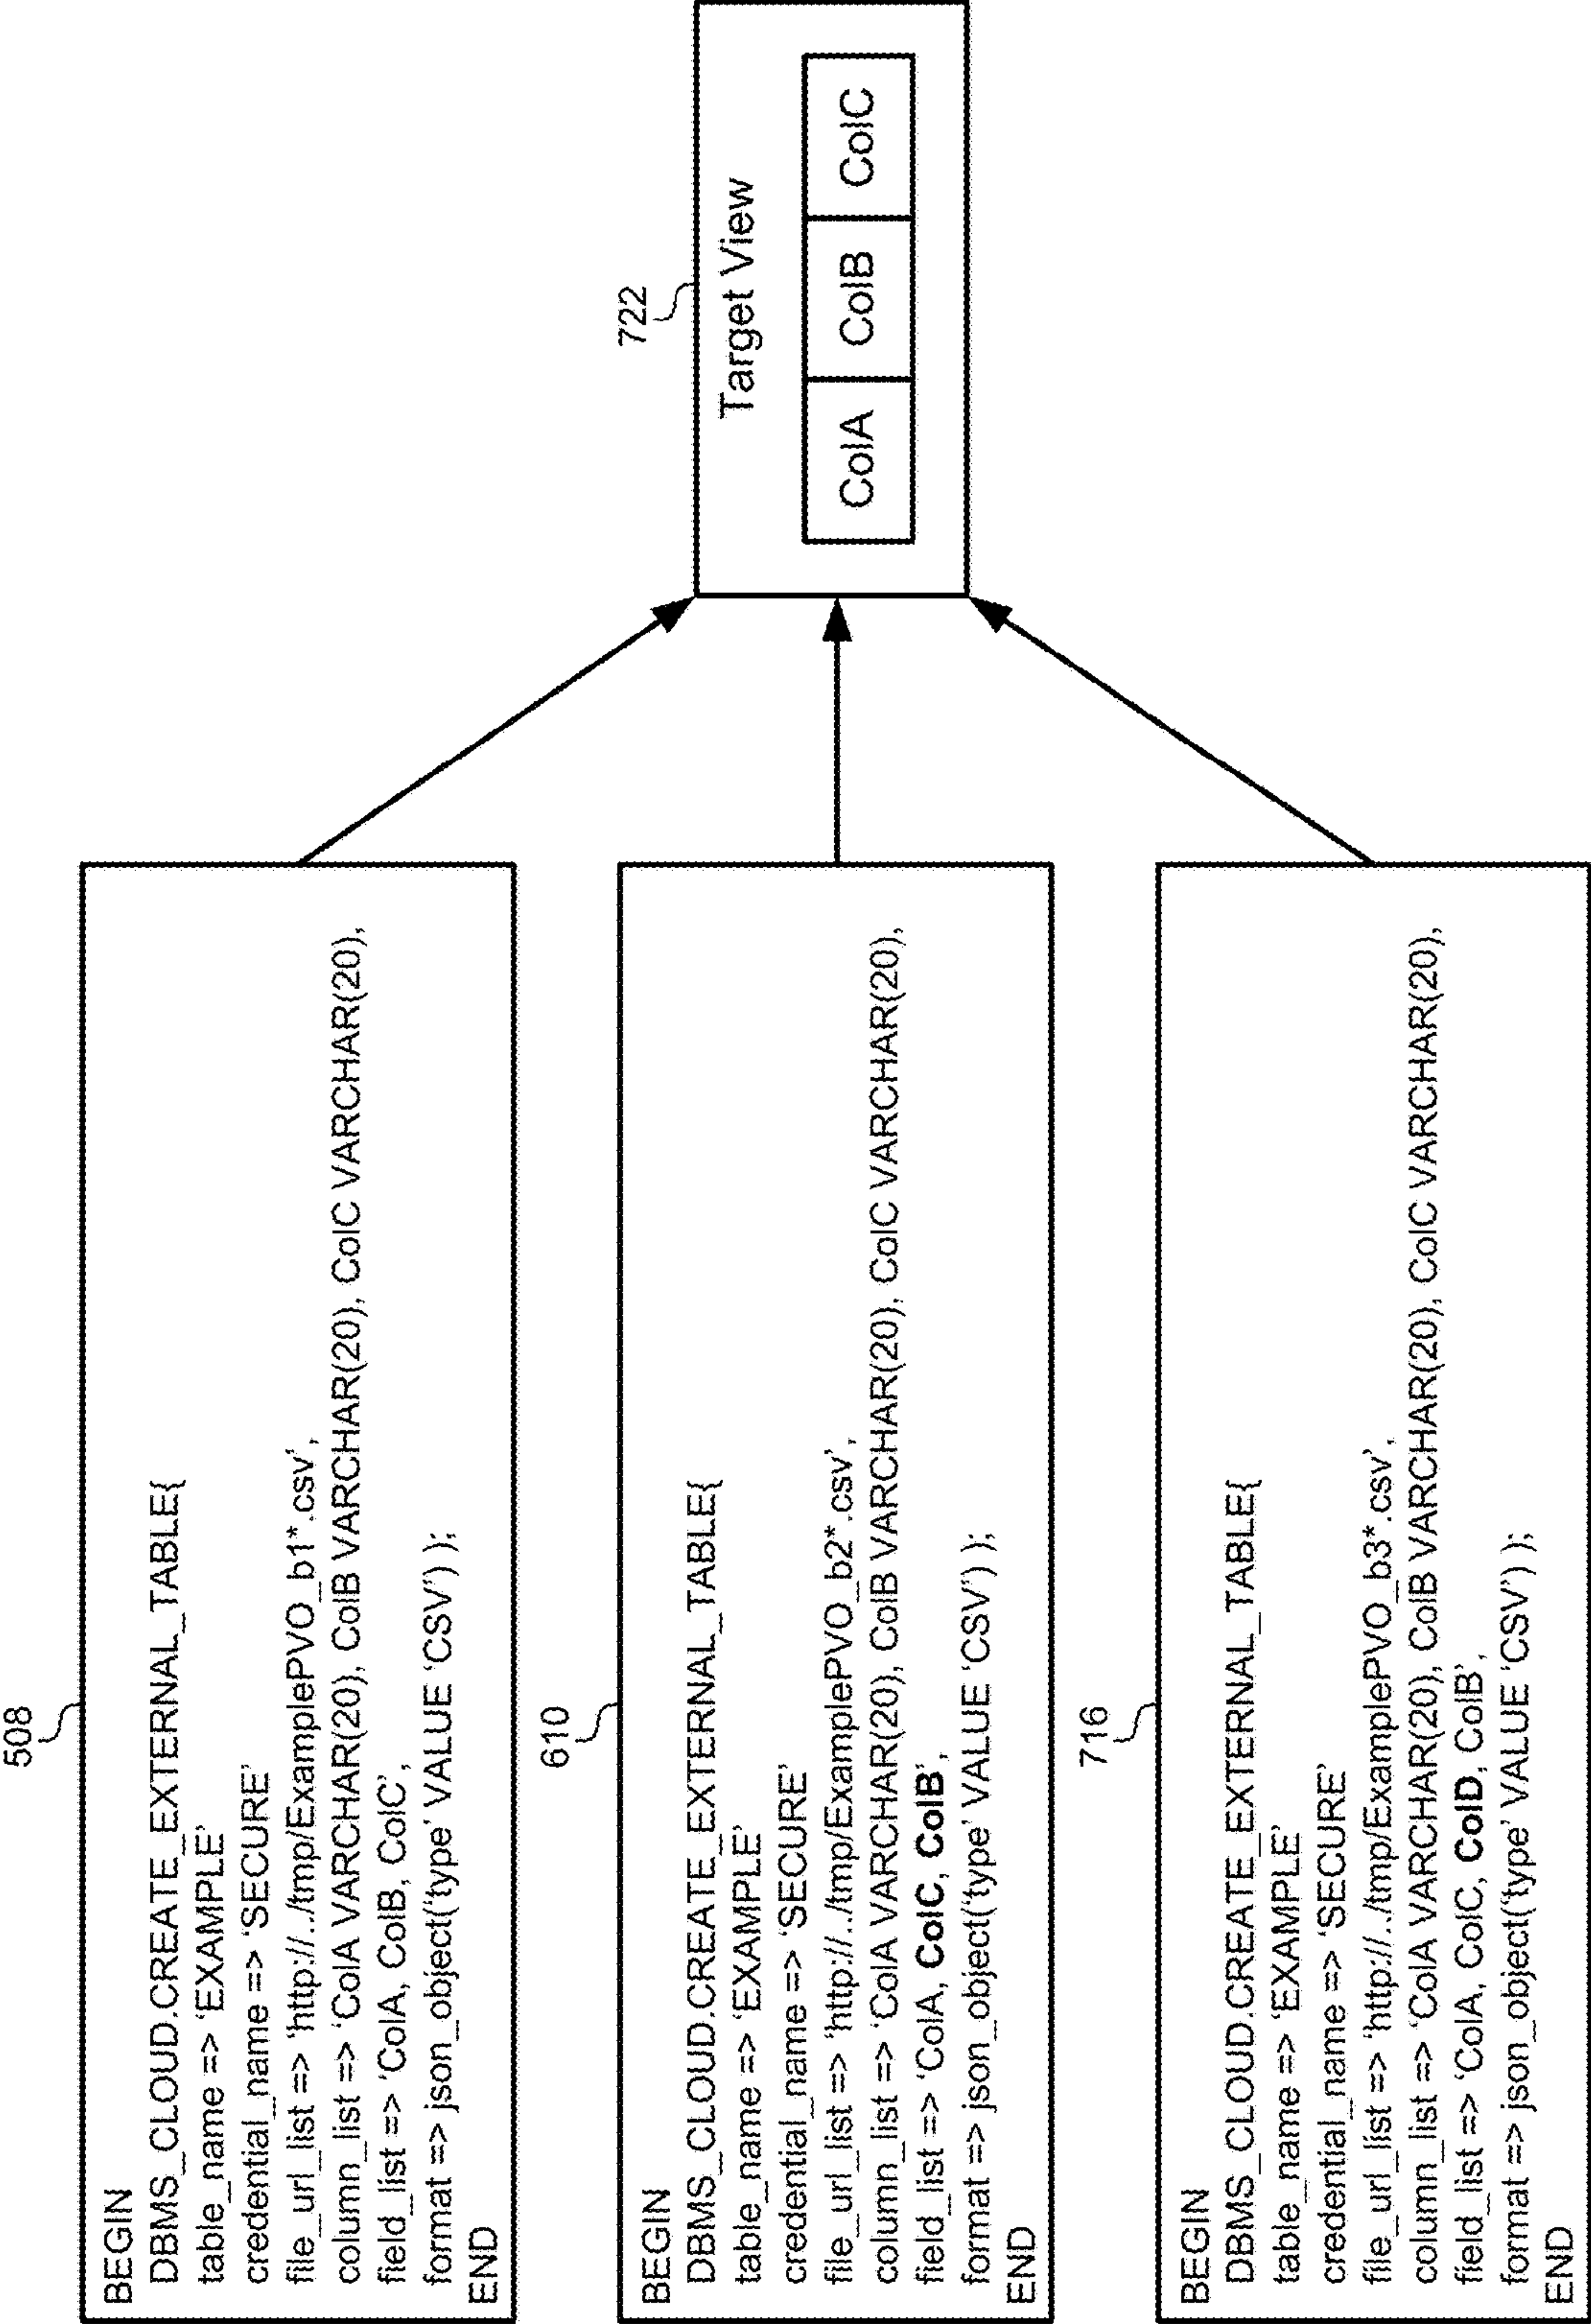 508
BEGIN
DBMS_CLOUD.CREATE_EXTERNAL_TABLE{
table_name => ‘EXAMPLE’
credential_name => ‘SECURE’
file_url_list => ‘http://../tmp/ExamplePVO_b1*.csv’,
column_list => ‘ColA VARCHAR(20), ColB VARCHAR(20), ColC VARCHAR(20),
field_list => ‘ColA, ColB, ColC’,
format => json_object(‘type’ VALUE ‘CSV’) );
END
610
BEGIN
DBMS_CLOUD.CREATE_EXTERNAL_TABLE{
table_name => ‘EXAMPLE’
credential_name => ‘SECURE’
file_url_list => ‘http://../tmp/ExamplePVO_b2*.csv’,
column_list => ‘ColA VARCHAR(20), ColB VARCHAR(20), ColC VARCHAR(20),
field_list => ‘ColA, ColC, ColB’,
format => json_object(‘type’ VALUE ‘CSV’) );
END
716
BEGIN
DBMS_CLOUD.CREATE_EXTERNAL_TABLE{
table_name => ‘EXAMPLE’
credential_name => ‘SECURE’
file_url_list => ‘http://../tmp/ExamplePVO_b3*.csv’,
column_list => ‘ColA VARCHAR(20), ColB VARCHAR(20), ColC VARCHAR(20),
field_list => ‘ColA, ColC, ColD, ColB’,
format => json_object(‘type’ VALUE ‘CSV’) );
END
722
Target View
ColA ColB ColC